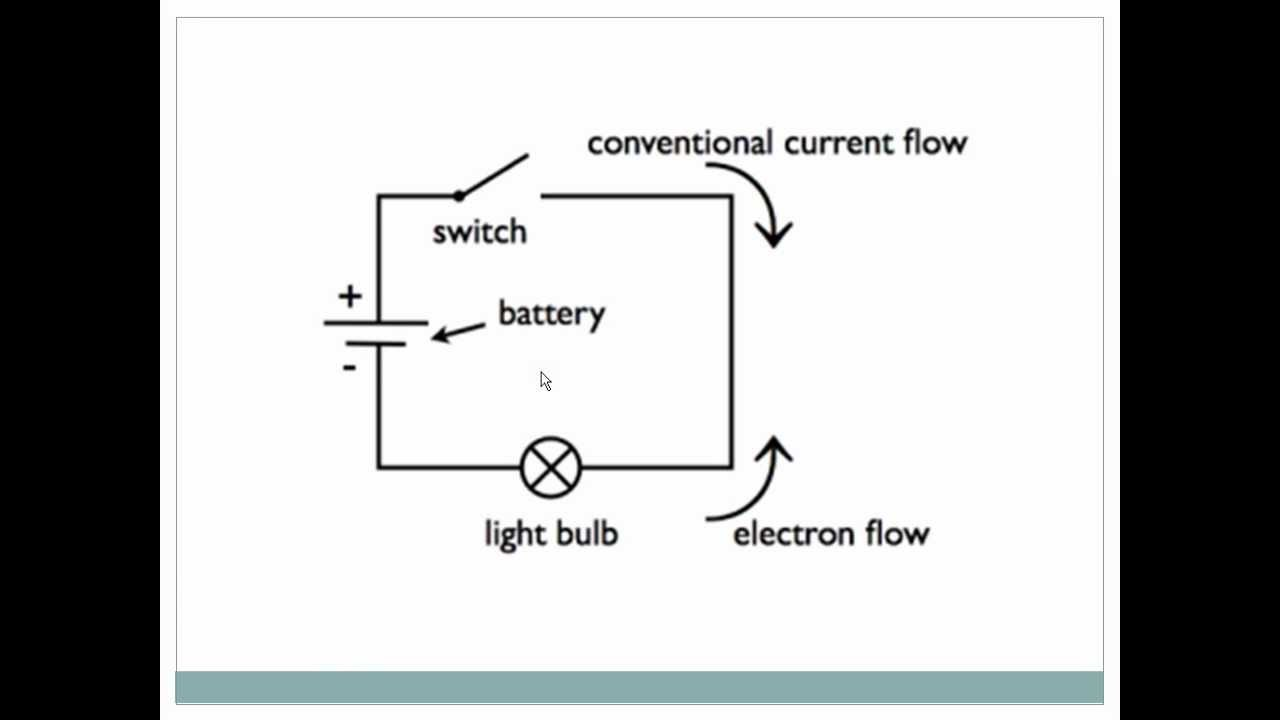 conventional current flow
switch
+
battery
-
light bulb
electron flow